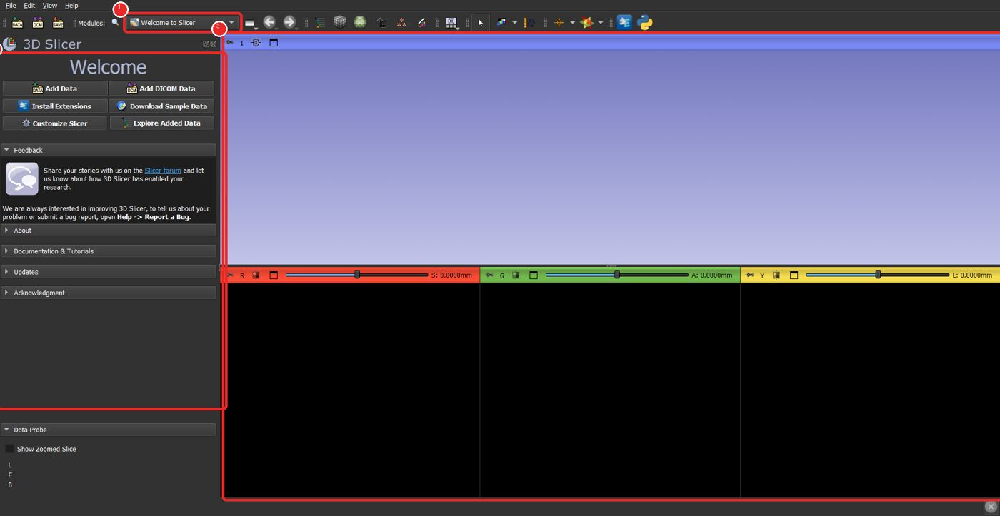 File Edit View Help
1
DATA DCM SAVE Modules: Welcome to Slicer
3
3D Slicer
1
Welcome
DATA Add Data
DCM Add DICOM Data
Install Extensions
Download Sample Data
Customize Slicer
Explore Added Data
Feedback
Share your stories with us on the Slicer forum and let
us know about how 3D Slicer has enabled your
research.
We are always interested in improving 3D Slicer, to tell us about your
problem or submit a bug report, open Help -> Report a Bug.
About
Documentation & Tutorials
Updates
R S: 0.0000mm
G A: 0.0000mm
Y L: 0.0000mm
Acknowledgment
Data Probe
Show Zoomed Slice
L
F
B